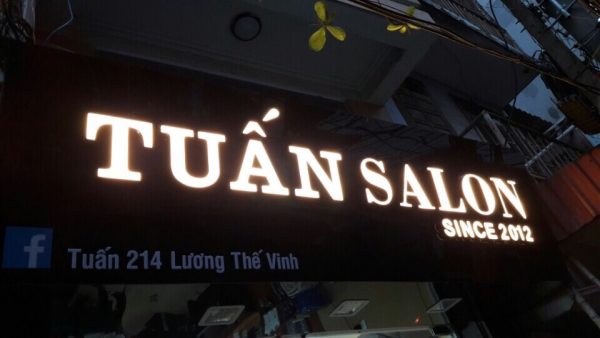 TUẤN SALON
SINCE 2012
Tuấn 214 Lương Thế Vinh